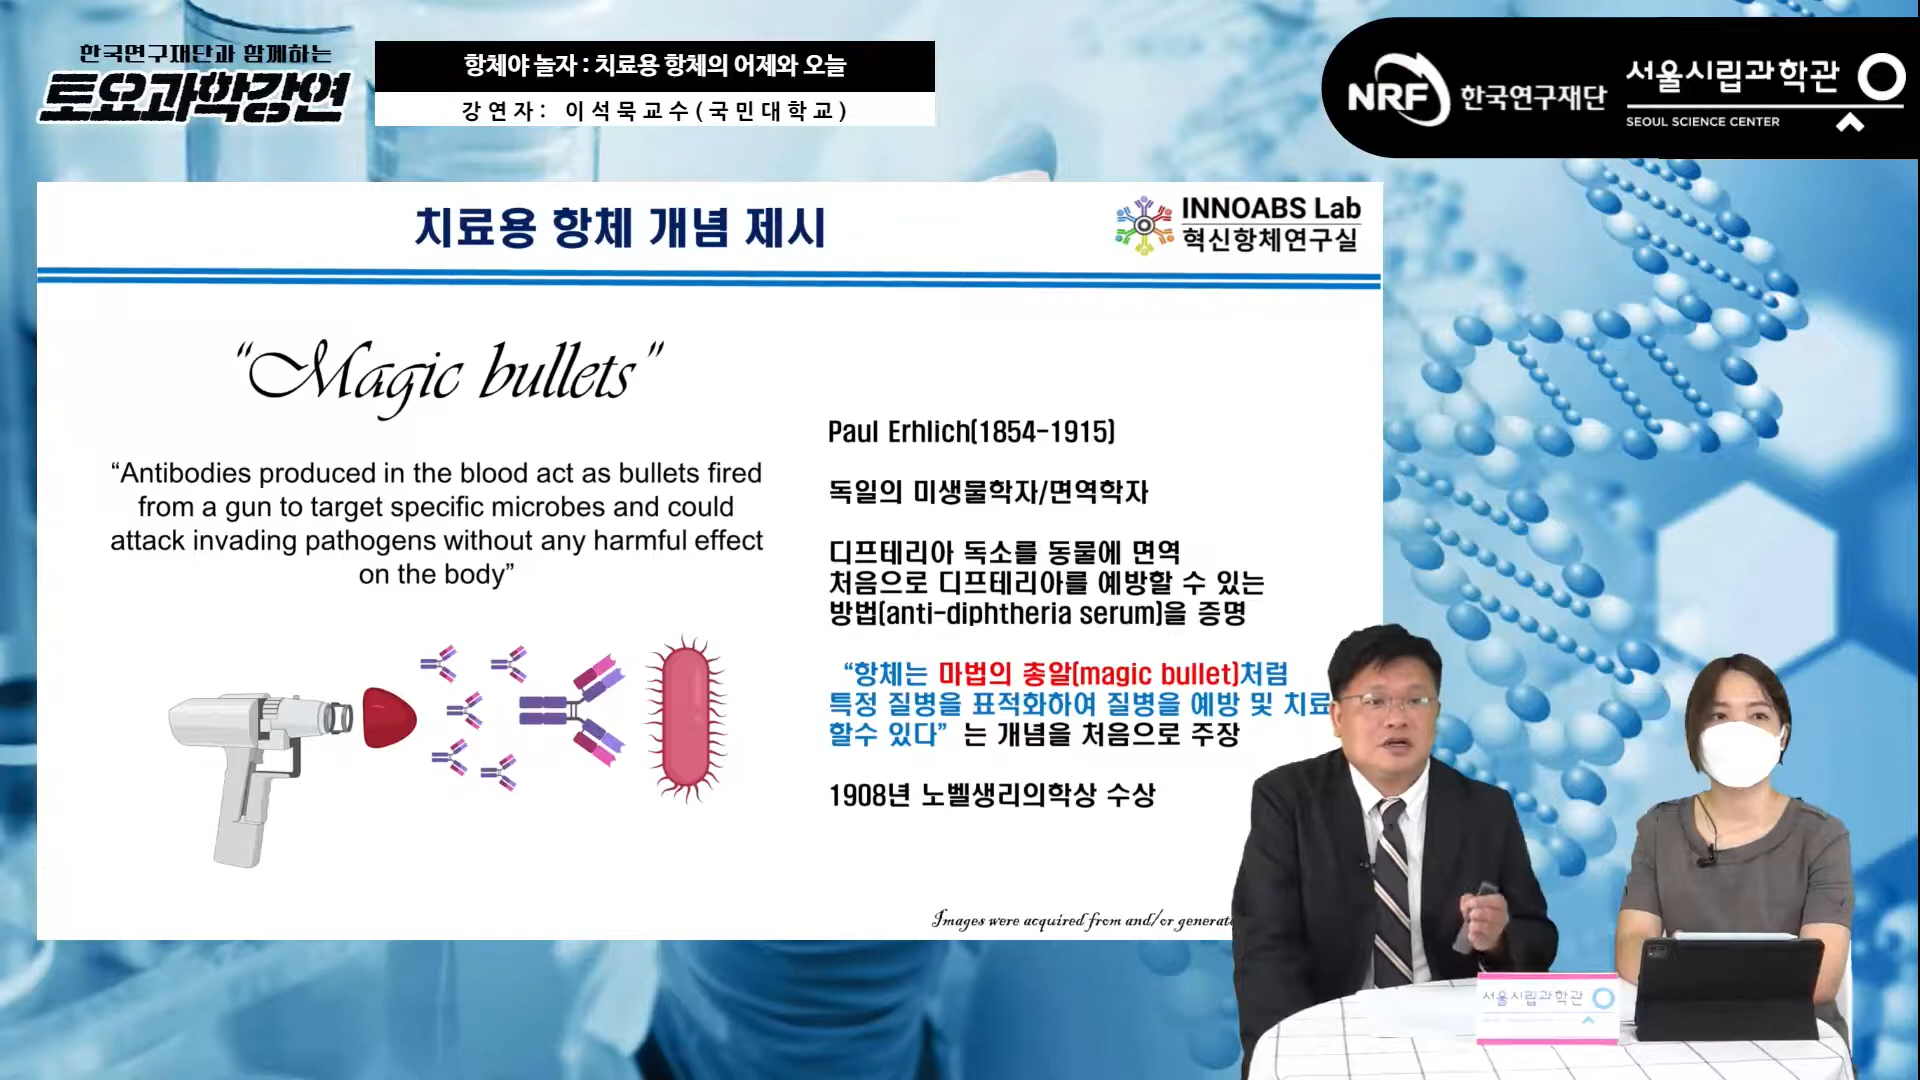 한국연구재단과 함께하는
토요과학강연
항체야 놀자 : 치료용 항체의 어제와 오늘
강연자 : 이석묵교수(국민대학교)
NRF 한국연구재단
서울시립과학관
SEOUL SCIENCE CENTER
치료용 항체 개념 제시
INNOABS Lab
혁신항체연구실
“Magic bullets”
“Antibodies produced in the blood act as bullets fired
from a gun to target specific microbes and could
attack invading pathogens without any harmful effect
on the body”
Paul Erhlich(1854-1915)
독일의 미생물학자/면역학자
디프테리아 독소를 동물에 면역
처음으로 디프테리아를 예방할 수 있는
방법(anti-diphtheria serum)을 증명
“항체는 마법의 총알(magic bullet)처럼
특정 질병을 표적화하여 질병을 예방 및 치료
할수 있다” 는 개념을 처음으로 주장
1908년 노벨생리의학상 수상
Images were acquired from and/or
서울시립과학관